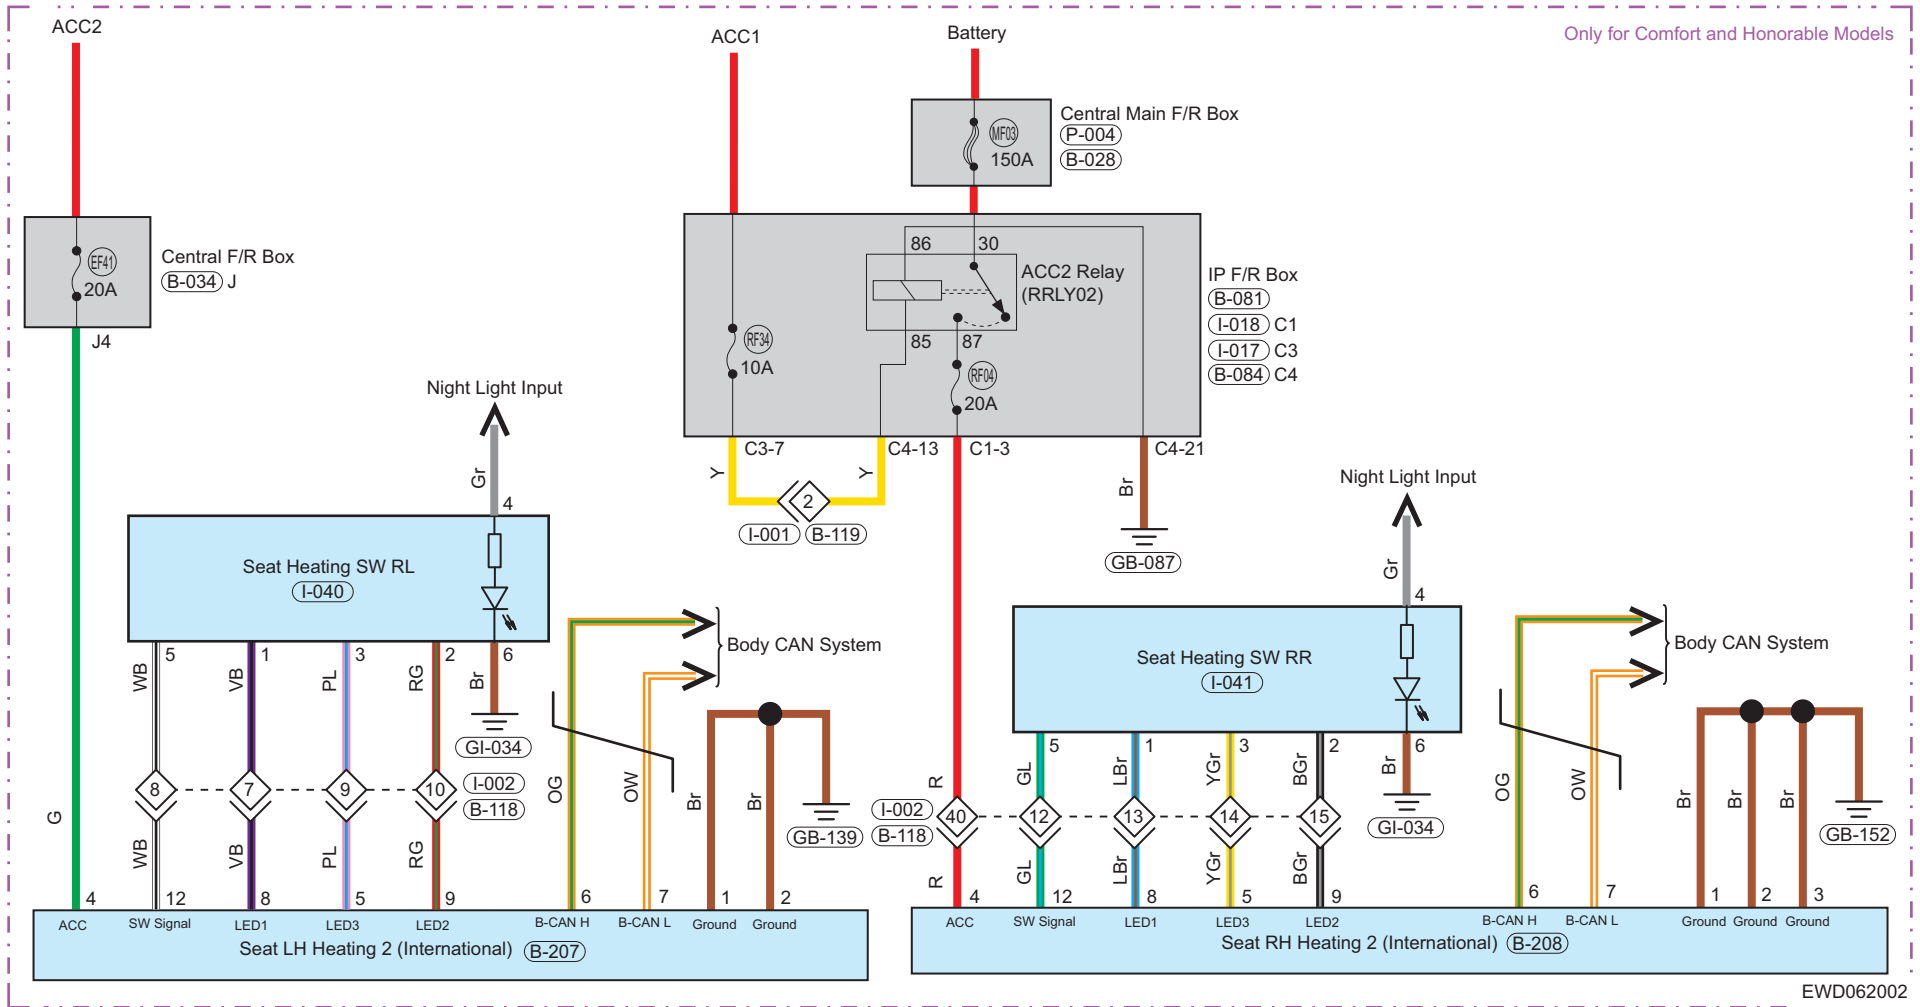 Only for Comfort and Honorable Models
ACC2
ACC1
Battery
Central Main F/R Box
P-004
B-028
MF03
150A
EF41
20A
Central F/R Box
B-034 J
J4
86
30
ACC2 Relay
(RRLY02)
85
87
RF34
10A
RF04
20A
IP F/R Box
B-081
I-018 C1
I-017 C3
B-084 C4
C3-7
C4-13
C1-3
C4-21
Y
Y
2
I-001 B-119
Br
GB-087
Night Light Input
Gr
4
Seat Heating SW RL
I-040
5 1 3 2 6
WB VB PL RG Br
GI-034
8 7 9 10
I-002
B-118
WB VB PL RG
G
OG
OW
Body CAN System
Br Br
GB-139
4 12 8 5 9 6 7 1 2
ACC SW Signal LED1 LED3 LED2 B-CAN H B-CAN L Ground Ground
Seat LH Heating 2 (International) B-207
Night Light Input
Gr
4
Seat Heating SW RR
I-041
5 1 3 2 6
R GL LBr YGr BGr Br
GI-034
I-002
B-118
40 12 13 14 15
R GL LBr YGr BGr
OG
OW
Body CAN System
Br Br Br
GB-152
4 12 8 5 9 6 7 1 2 3
ACC SW Signal LED1 LED3 LED2 B-CAN H B-CAN L Ground Ground Ground
Seat RH Heating 2 (International) B-208
EWD062002